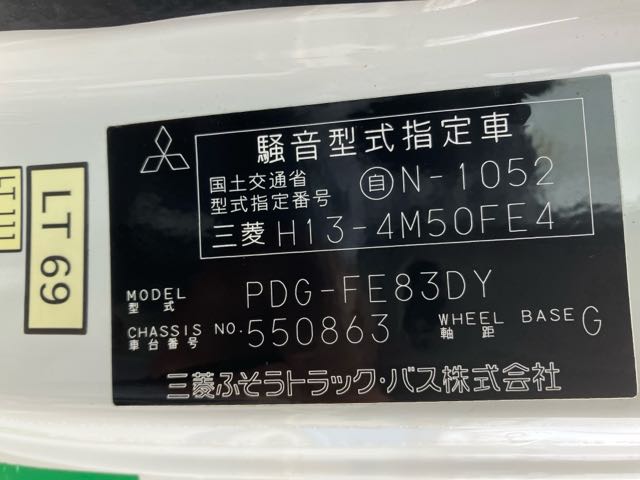 騒音型式指定車
国土交通省
型式指定番号
自 N-1052
三菱 H13-4M50FE4
MODEL PDG-FE83DY
型式
CHASSIS NO. 550863 WHEEL BASE G
車台番号 軸距
三菱ふそうトラック・バス株式会社
LT 69